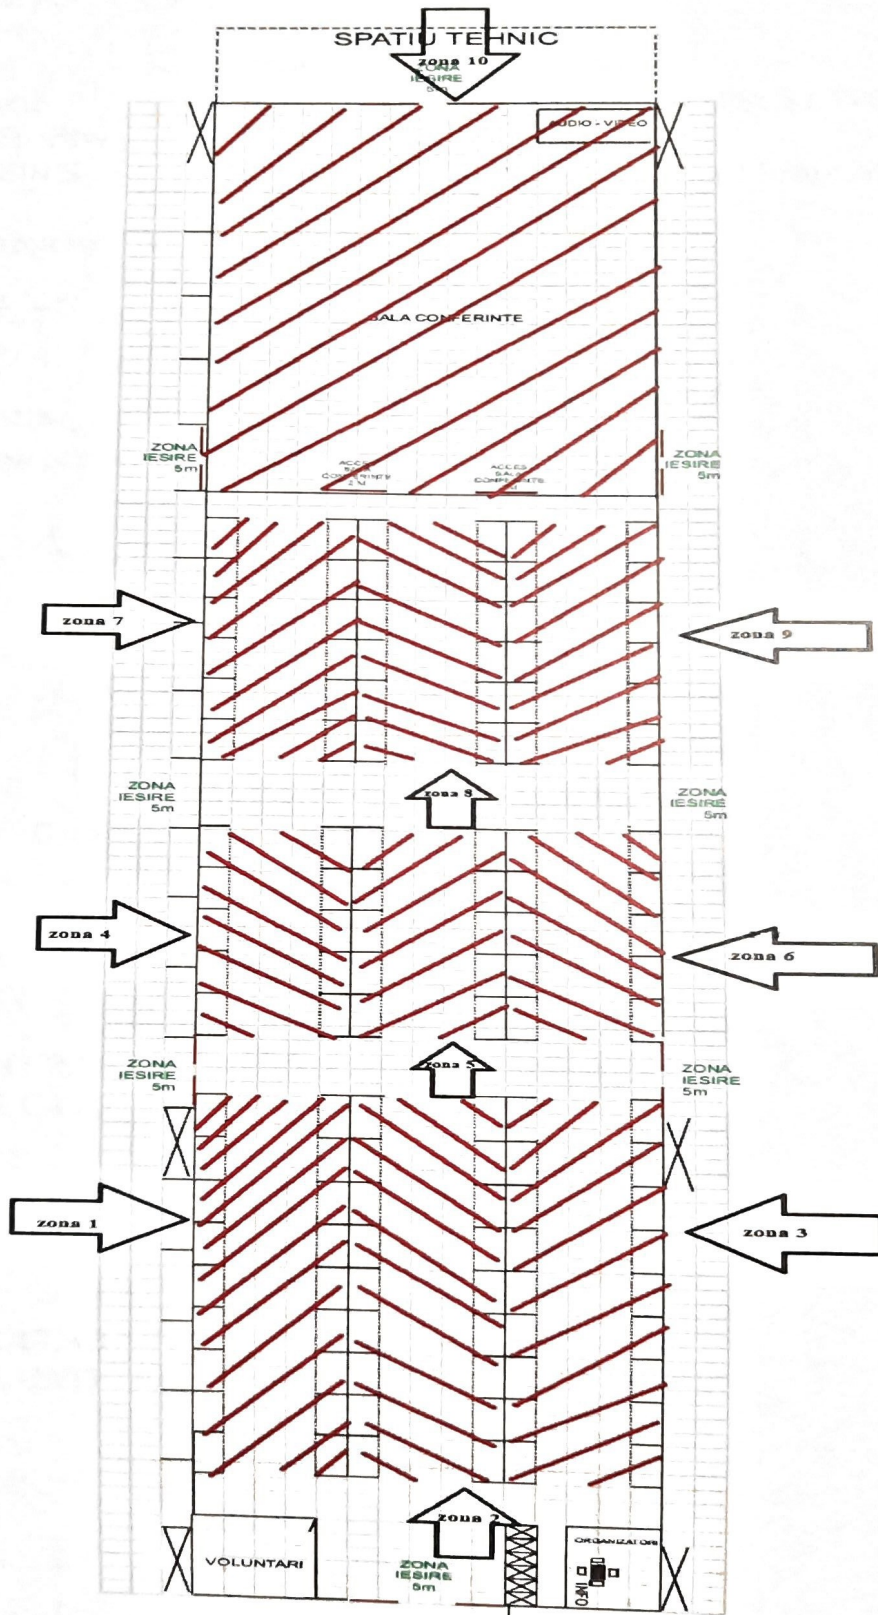 SPATIU TEHNIC
zona 10
ZONA
IESIRE
5m
AUDIO - VIDEO
SALA CONFERINTE
ZONA
IESIRE
5m
ACCES
SALA
CONFERINTE
2 M
ACCES
SALA
CONFERINTE
M
ZONA
IESIRE
5m
zona 7
zona 9
ZONA
IESIRE
5m
zona 8
ZONA
IESIRE
5m
zona 4
zona 6
ZONA
IESIRE
5m
zona 5
ZONA
IESIRE
5m
zona 1
zona 3
zona 2
VOLUNTARI
ZONA
IESIRE
5m
ORGANIZATORI
INFO